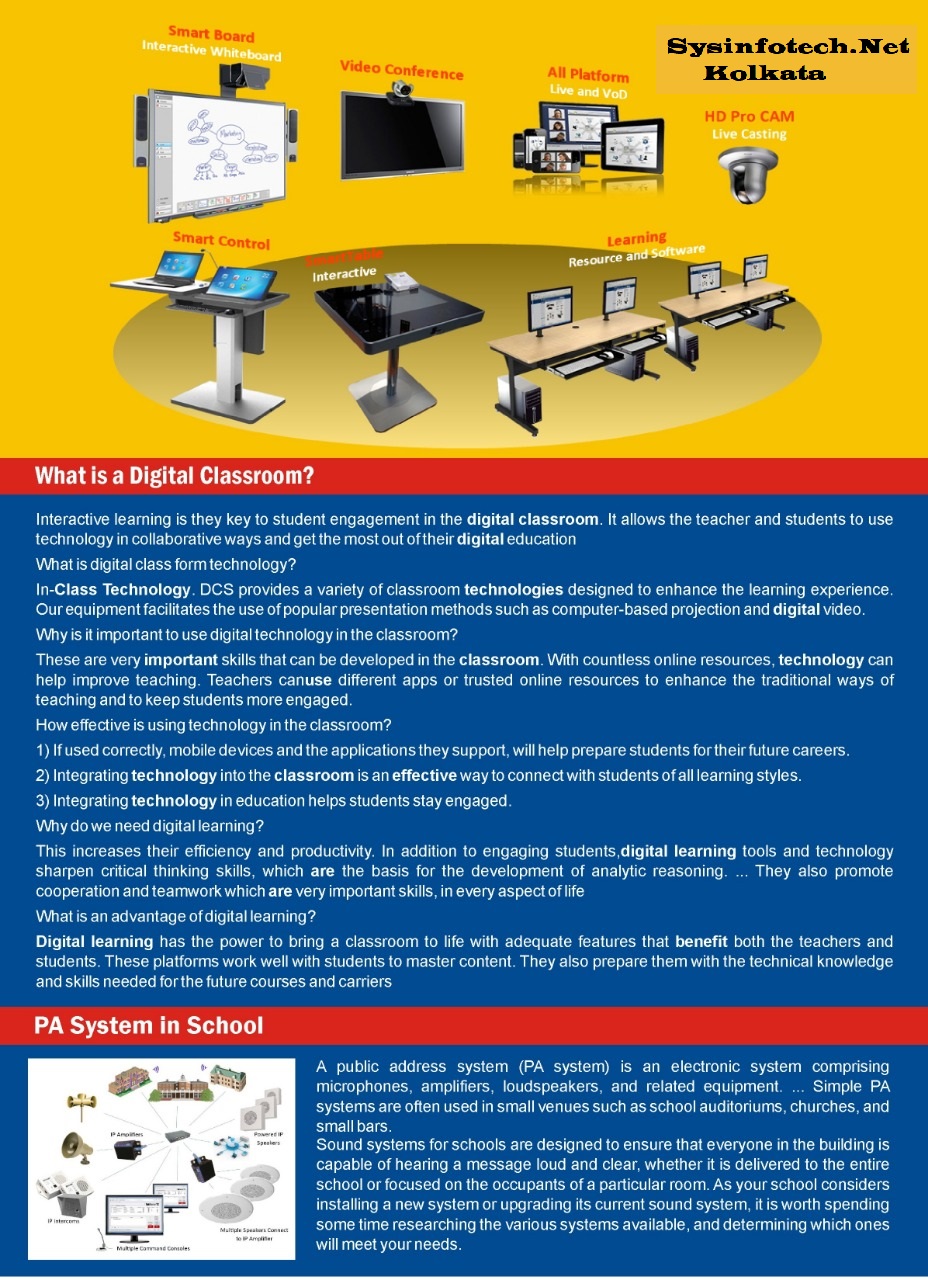 Smart Board
Interactive Whiteboard
Video Conference
All Platform
Live and VoD
Sysinfotech.Net
Kolkata
HD Pro CAM
Live Casting
Smart Control
Interactive
Learning
Resource and Software
What is a Digital Classroom?
Interactive learning is they key to student engagement in the digital classroom. It allows the teacher and students to use
technology in collaborative ways and get the most out of their digital education
What is digital class form technology?
In-Class Technology. DCS provides a variety of classroom technologies designed to enhance the learning experience.
Our equipment facilitates the use of popular presentation methods such as computer-based projection and digital video.
Why is it important to use digital technology in the classroom?
These are very important skills that can be developed in the classroom. With countless online resources, technology can
help improve teaching. Teachers canuse different apps or trusted online resources to enhance the traditional ways of
teaching and to keep students more engaged.
How effective is using technology in the classroom?
1) If used correctly, mobile devices and the applications they support, will help prepare students for their future careers.
2) Integrating technology into the classroom is an effective way to connect with students of all learning styles.
3) Integrating technology in education helps students stay engaged.
Why do we need digital learning?
This increases their efficiency and productivity. In addition to engaging students,digital learning tools and technology
sharpen critical thinking skills, which are the basis for the development of analytic reasoning. ... They also promote
cooperation and teamwork which are very important skills, in every aspect of life
What is an advantage of digital learning?
Digital learning has the power to bring a classroom to life with adequate features that benefit both the teachers and
students. These platforms work well with students to master content. They also prepare them with the technical knowledge
and skills needed for the future courses and carriers
PA System in School
IP Amplifiers
Powered IP
Speakers
IP Intercoms
Multiple Speakers Connect
to IP Amplifier
Multiple Command Consoles
A public address system (PA system) is an electronic system comprising
microphones, amplifiers, loudspeakers, and related equipment. ... Simple PA
systems are often used in small venues such as school auditoriums, churches, and
small bars.
Sound systems for schools are designed to ensure that everyone in the building is
capable of hearing a message loud and clear, whether it is delivered to the entire
school or focused on the occupants of a particular room. As your school considers
installing a new system or upgrading its current sound system, it is worth spending
some time researching the various systems available, and determining which ones
will meet your needs.